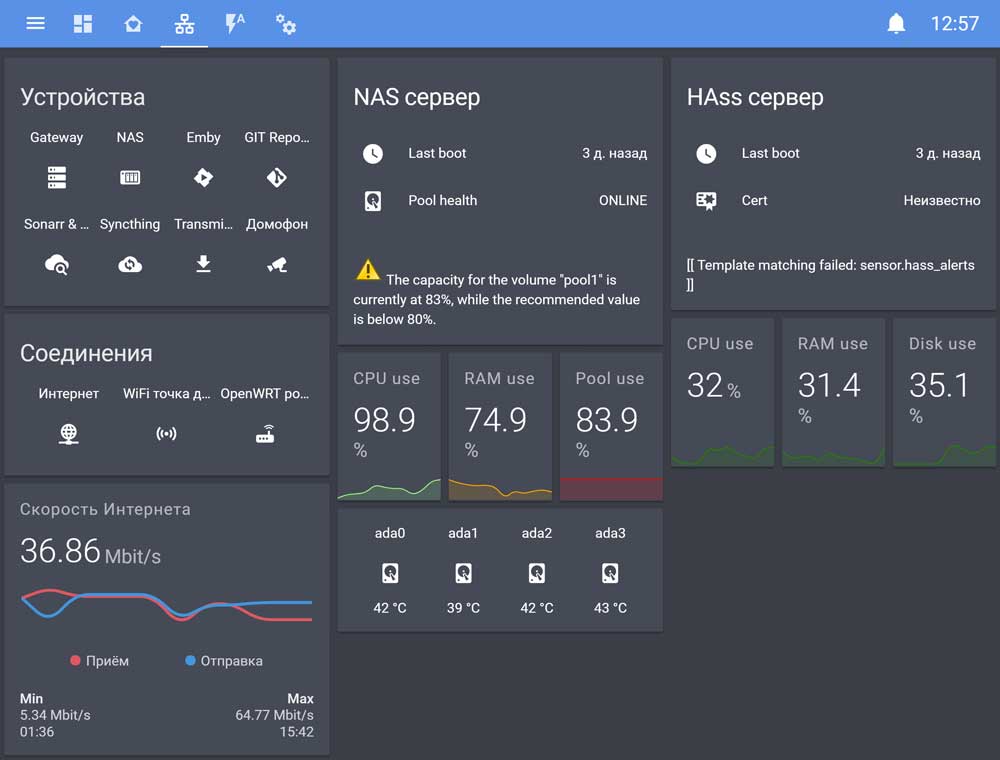 A
12:57
Устройства
Gateway
NAS
Emby
GIT Repo...
Sonarr & ...
Syncthing
Transmi...
Домофон
Соединения
Интернет
WiFi точка д...
OpenWRT ро...
Скорость Интернета
36.86 Mbit/s
Приём
Отправка
Min
Max
5.34 Mbit/s
64.77 Mbit/s
01:36
15:42
NAS сервер
Last boot
3 д. назад
Pool health
ONLINE
The capacity for the volume "pool1" is
currently at 83%, while the recommended value
is below 80%.
CPU use
98.9
%
RAM use
74.9
%
Pool use
83.9
%
ada0
ada1
ada2
ada3
42 °C
39 °C
42 °C
43 °C
HAss сервер
Last boot
3 д. назад
Cert
Неизвестно
[[ Template matching failed: sensor.hass_alerts
]]
CPU use
32 %
RAM use
31.4
%
Disk use
35.1
%